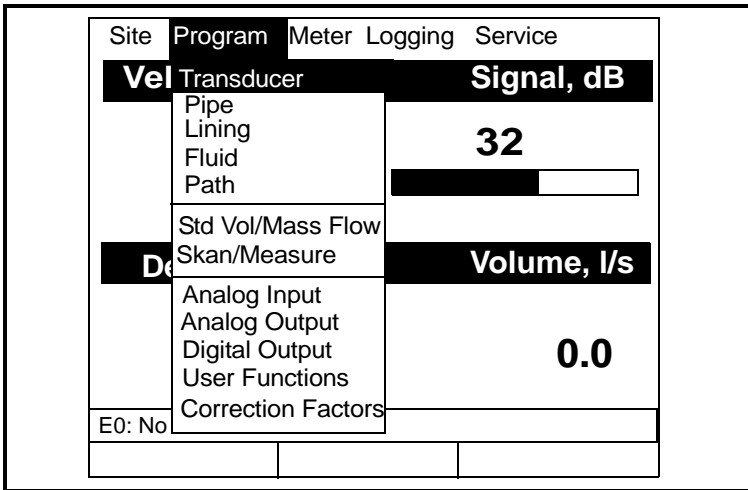 Site Program Meter Logging Service
Vel Transducer Signal, dB
Pipe
Lining
32
Fluid
Path
Std Vol/Mass Flow
Skan/Measure
De Volume, l/s
Analog Input
Analog Output
Digital Output
0.0
User Functions
Correction Factors
E0: No